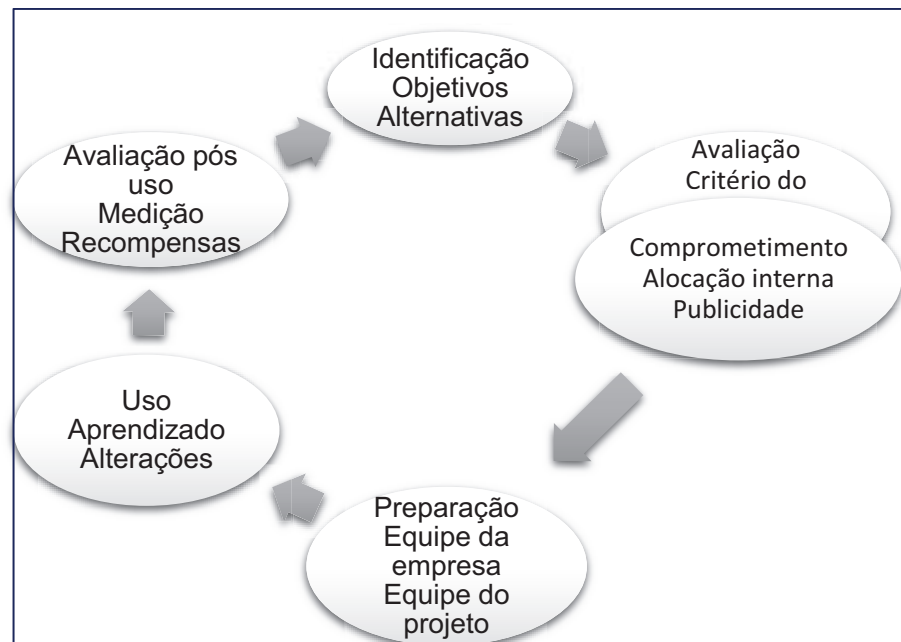 Identificação
Objetivos
Alternativas
Avaliação
Critério do
Comprometimento
Alocação interna
Publicidade
Preparação
Equipe da
empresa
Equipe do
projeto
Uso
Aprendizado
Alterações
Avaliação pós
uso
Medição
Recompensas